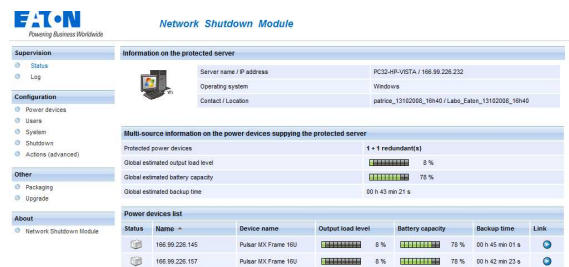 EATON
Powering Business Worldwide
Network Shutdown Module
Supervision
Status
Log
Configuration
Power devices
Users
System
Shutdown
Actions (advanced)
Other
Packaging
Upgrade
About
Network Shutdown Module
Information on the protected server
Server name / IP address PC32-HP-VISTA / 166.99.226.232
Operating system Windows
Contact / Location patrice_13102008_16h40 / Labo_Eaton_13102008_16h40
Multi-source information on the power devices suppying the protected server
Protected power devices 1 + 1 redundant(s)
Global estimated output load level 8 %
Global estimated battery capacity 78 %
Global estimated backup time 00 h 43 min 21 s
Power devices list
Status Name Device name Output load level Battery capacity Backup time Link
166.99.226.145 Pulsar MX Frame 16U 8 % 78 % 00 h 45 min 01 s
166.99.226.157 Pulsar MX Frame 16U 8 % 78 % 00 h 42 min 23 s